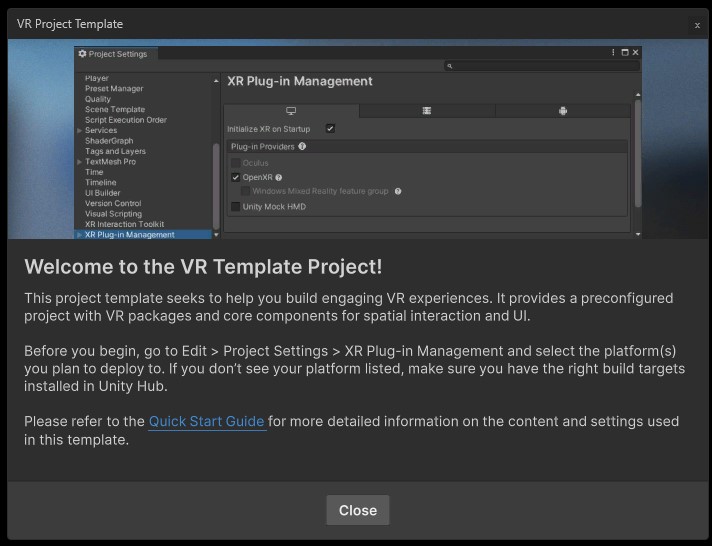 VR Project Template
x
Project Settings
XR Plug-in Management
Player
Preset Manager
Quality
Scene Template
Script Execution Order
Services
ShaderGraph
Tags and Layers
TextMesh Pro
Time
Timeline
UI Builder
Version Control
Visual Scripting
XR Interaction Toolkit
XR Plug-in Management
Initialize XR on Startup
Plug-in Providers
Oculus
OpenXR
Windows Mixed Reality feature group
Unity Mock HMD
Welcome to the VR Template Project!
This project template seeks to help you build engaging VR experiences. It provides a preconfigured
project with VR packages and core components for spatial interaction and UI.
Before you begin, go to Edit > Project Settings > XR Plug-in Management and select the platform(s)
you plan to deploy to. If you don’t see your platform listed, make sure you have the right build targets
installed in Unity Hub.
Please refer to the Quick Start Guide for more detailed information on the content and settings used
in this template.
Close